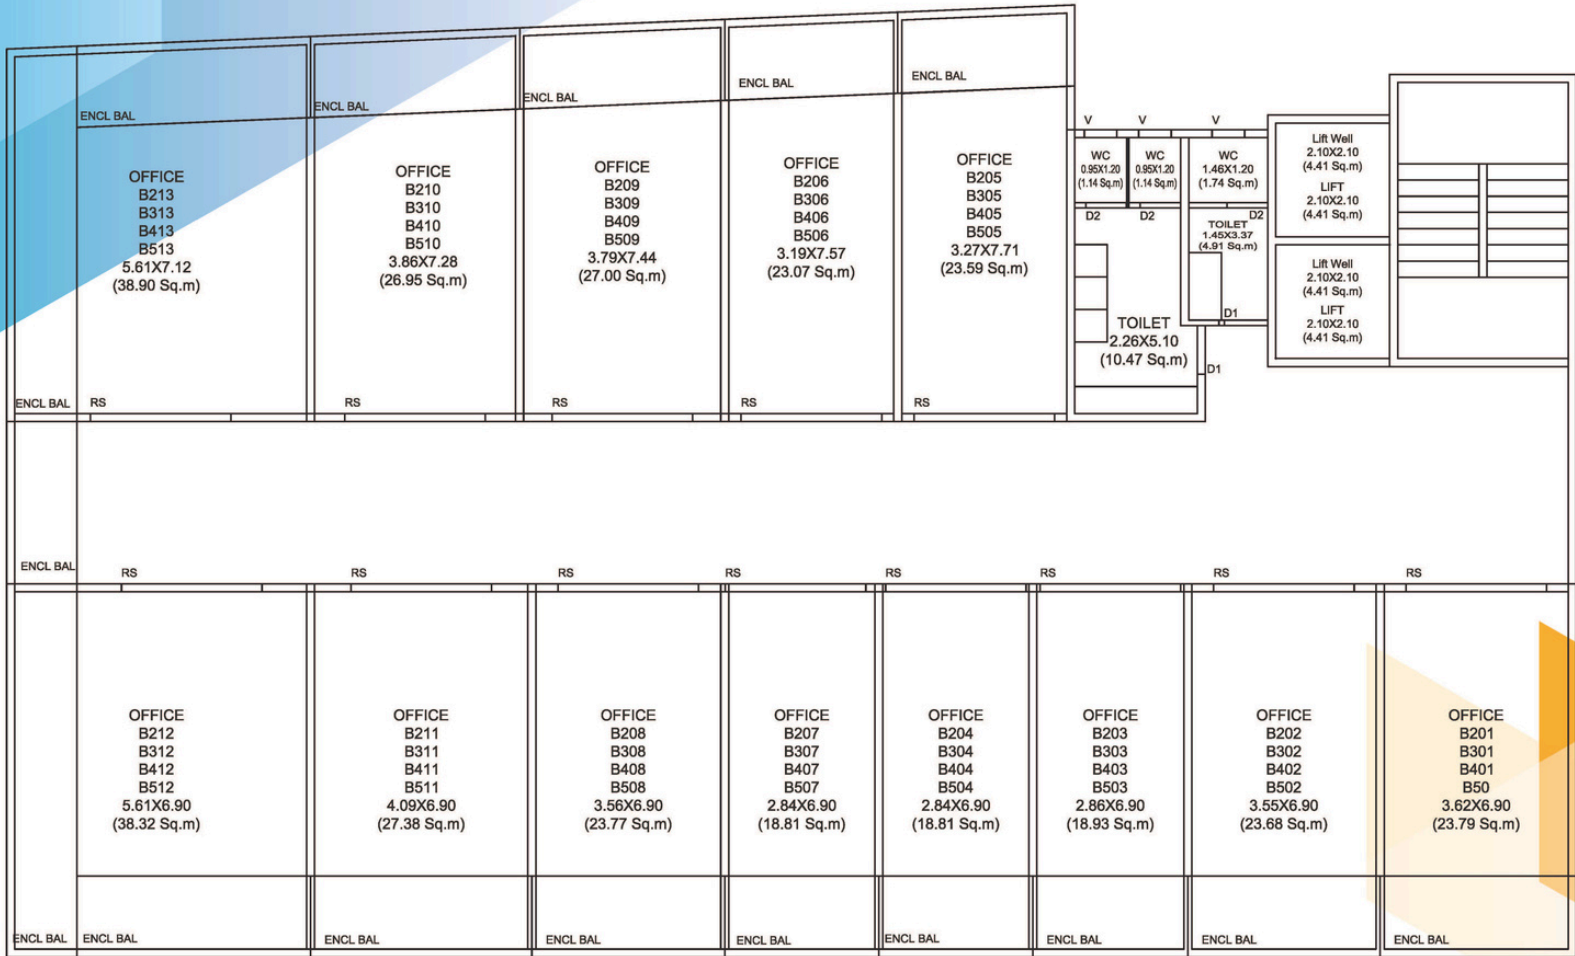 ENCL BAL
ENCL BAL
ENCL BAL
ENCL BAL
ENCL BAL
OFFICE
B213
B313
B413
B513
5.61X7.12
(38.90 Sq.m)
OFFICE
B210
B310
B410
B510
3.86X7.28
(26.95 Sq.m)
OFFICE
B209
B309
B409
B509
3.79X7.44
(27.00 Sq.m)
OFFICE
B206
B306
B406
B506
3.19X7.57
(23.07 Sq.m)
OFFICE
B205
B305
B405
B505
3.27X7.71
(23.59 Sq.m)
V
V
V
WC
0.95X1.20
(1.14 Sq.m)
WC
0.95X1.20
(1.14 Sq.m)
WC
1.46X1.20
(1.74 Sq.m)
D2
D2
D2
TOILET
1.45X3.37
(4.91 Sq.m)
D1
TOILET
2.26X5.10
(10.47 Sq.m)
D1
Lift Well
2.10X2.10
(4.41 Sq.m)
LIFT
2.10X2.10
(4.41 Sq.m)
Lift Well
2.10X2.10
(4.41 Sq.m)
LIFT
2.10X2.10
(4.41 Sq.m)
ENCL BAL
RS
RS
RS
RS
RS
ENCL BAL
RS
RS
RS
RS
RS
RS
RS
RS
OFFICE
B212
B312
B412
B512
5.61X6.90
(38.32 Sq.m)
OFFICE
B211
B311
B411
B511
4.09X6.90
(27.38 Sq.m)
OFFICE
B208
B308
B408
B508
3.56X6.90
(23.77 Sq.m)
OFFICE
B207
B307
B407
B507
2.84X6.90
(18.81 Sq.m)
OFFICE
B204
B304
B404
B504
2.84X6.90
(18.81 Sq.m)
OFFICE
B203
B303
B403
B503
2.86X6.90
(18.93 Sq.m)
OFFICE
B202
B302
B402
B502
3.55X6.90
(23.68 Sq.m)
OFFICE
B201
B301
B401
B50
3.62X6.90
(23.79 Sq.m)
ENCL BAL
ENCL BAL
ENCL BAL
ENCL BAL
ENCL BAL
ENCL BAL
ENCL BAL
ENCL BAL
ENCL BAL